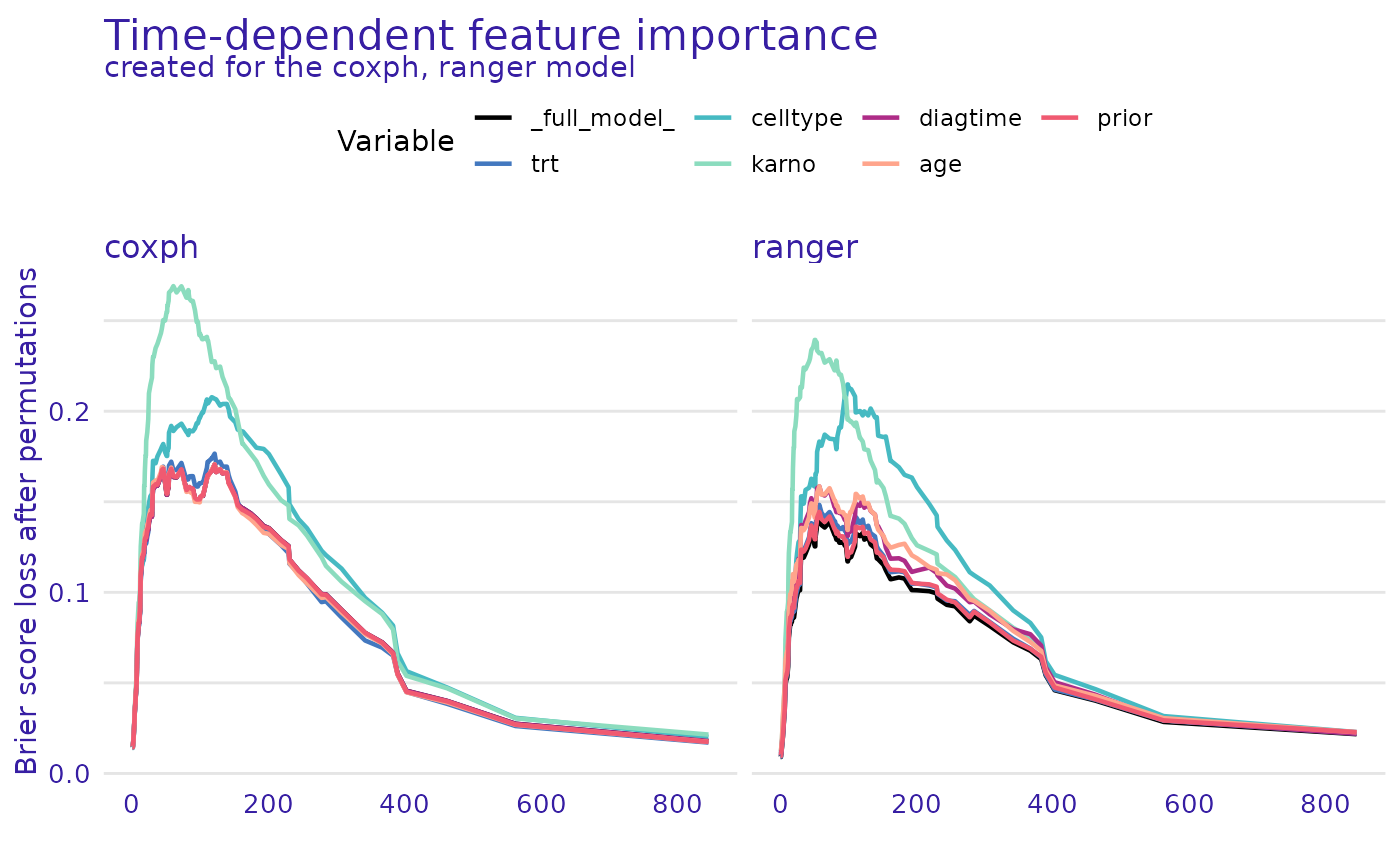 Time-dependent feature importance
created for the coxph, ranger model
Variable
_full_model_ celltype diagtime prior
trt karno age
coxph ranger
Brier score loss after permutations
0.2
0.1
0.0
0 200 400 600 800 0 200 400 600 800